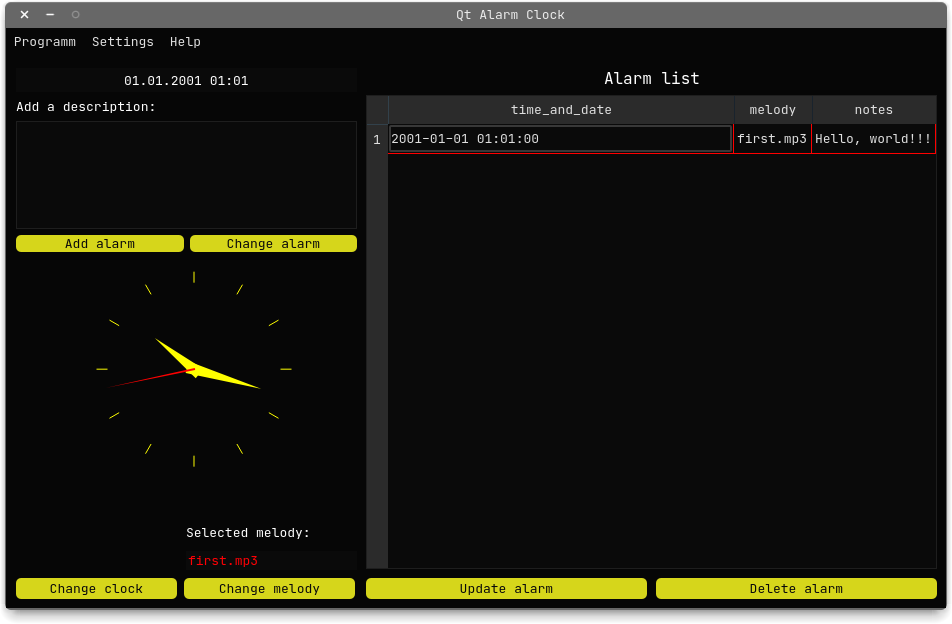 Qt Alarm Clock
Programm Settings Help
01.01.2001 01:01
Add a description:
Add alarm Change alarm
Selected melody:
first.mp3
Change clock Change melody
Alarm list
time_and_date melody notes
1 2001-01-01 01:01:00 first.mp3 Hello, world!!!
Update alarm Delete alarm